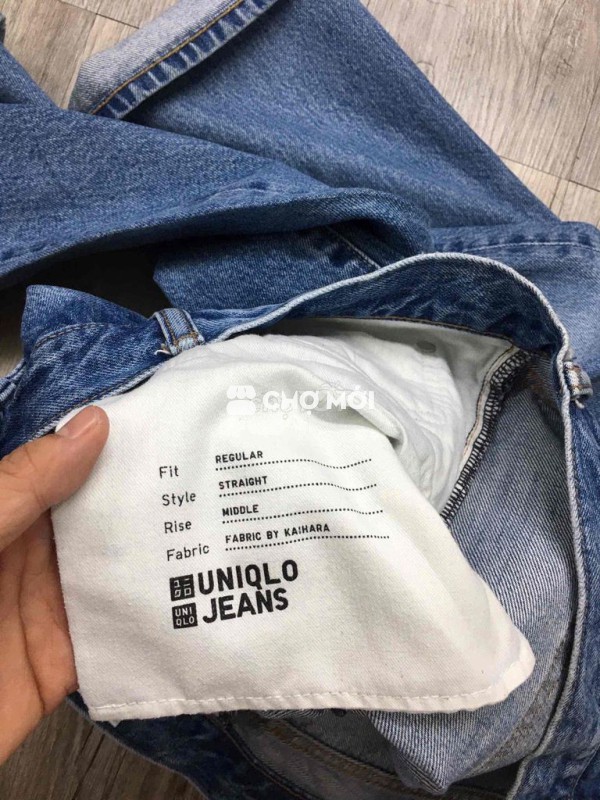 CHỢ MỚI
Fit REGULAR
Style STRAIGHT
Rise MIDDLE
Fabric FABRIC BY KAIHARA
ユニクロ UNIQLO
UNIQLO JEANS